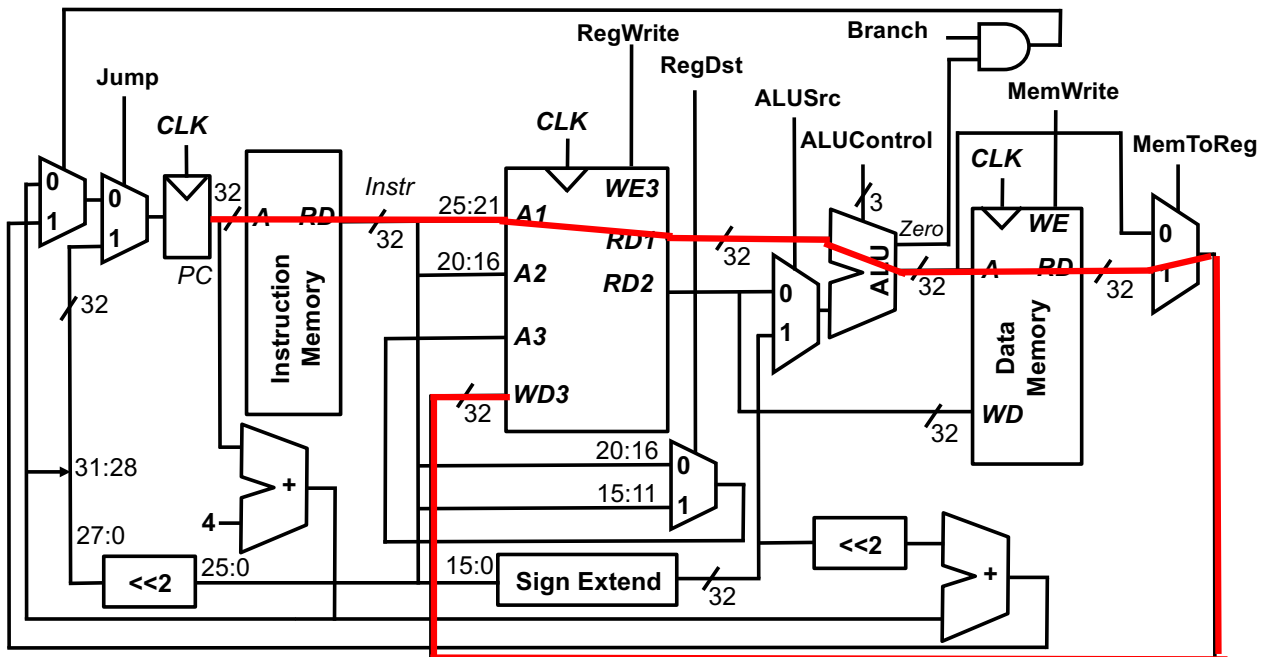 RegWrite
Branch
RegDst
Jump
ALUSrc
MemWrite
CLK
CLK
ALUControl
CLK
MemToReg
0
1
0
1
32
A
RD
Instr
32
25:21
A1
WE3
RD1
32
3
Zero
ALU
32
A
WE
RD
32
0
PC
Instruction
Memory
20:16
A2
RD2
0
1
Data
Memory
32
A3
32
WD3
32
WD
31:28
+
4
20:16
0
15:11
1
27:0
<<2
25:0
15:0
Sign Extend
32
<<2
+